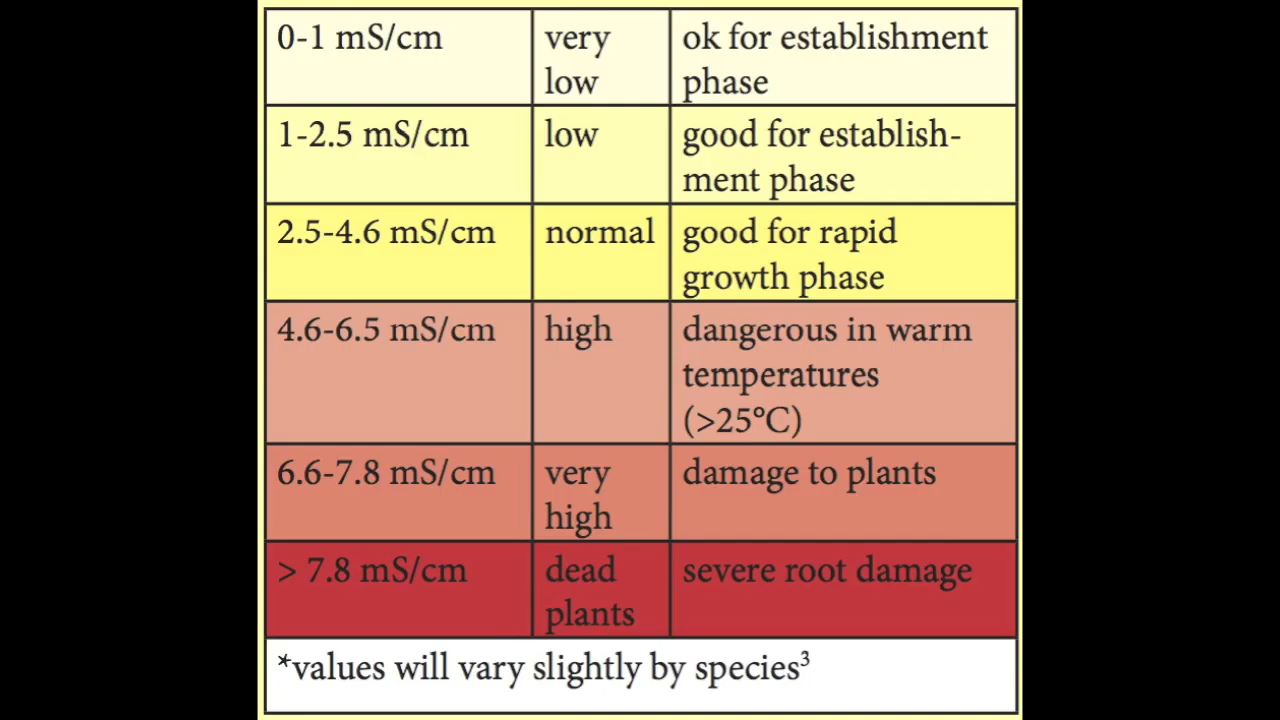 0-1 mS/cm very ok for establishment
low phase
1-2.5 mS/cm low good for establish-
ment phase
2.5-4.6 mS/cm normal good for rapid
growth phase
4.6-6.5 mS/cm high dangerous in warm
temperatures
(>25°C)
6.6-7.8 mS/cm very damage to plants
high
> 7.8 mS/cm dead severe root damage
plants
*values will vary slightly by species³